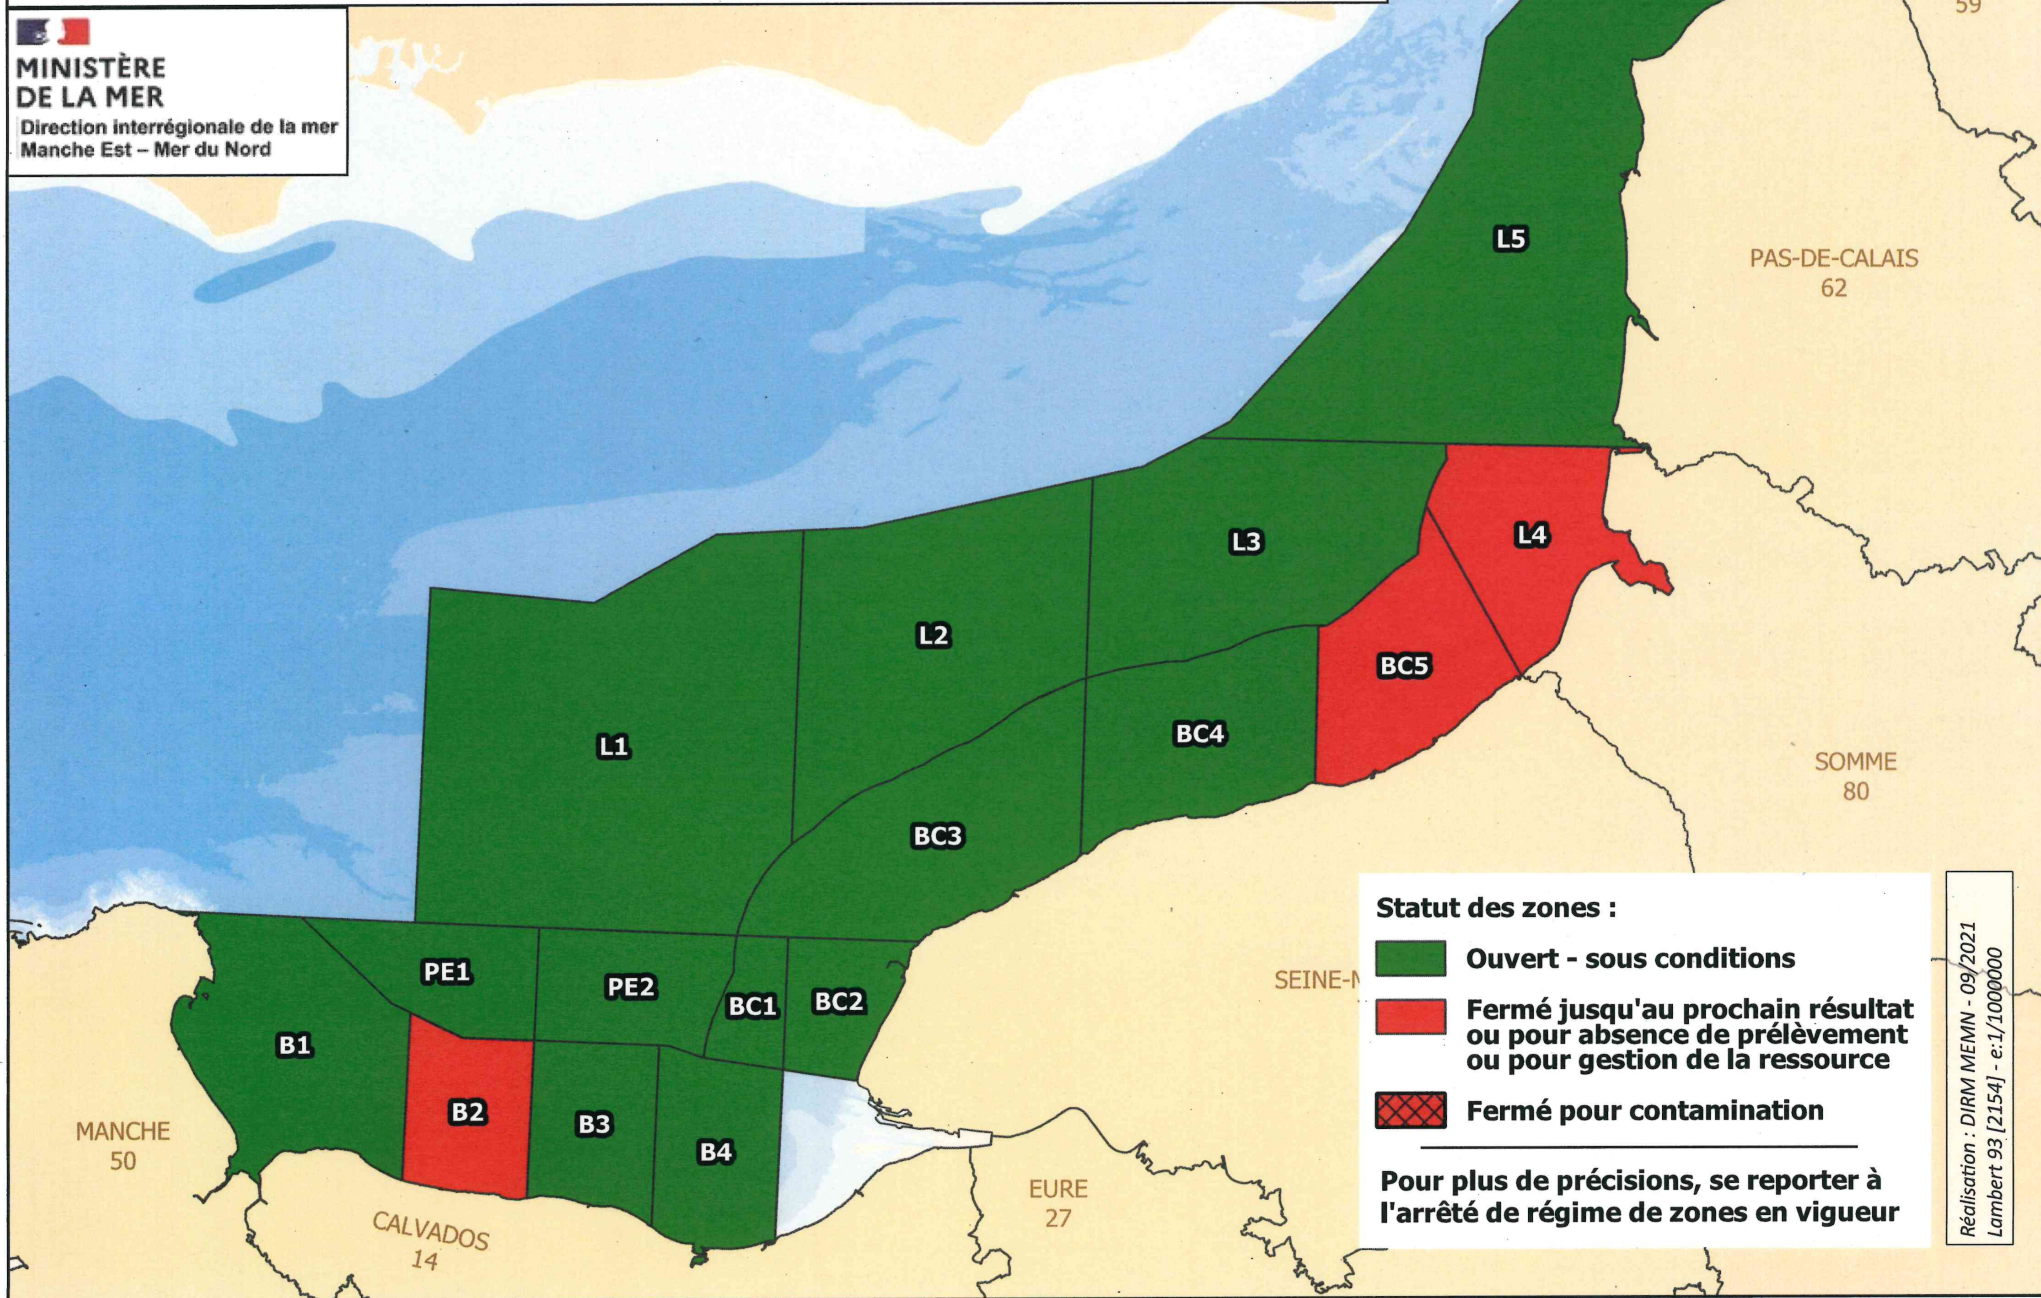 59
MINISTÈRE
DE LA MER
Direction interrégionale de la mer
Manche Est – Mer du Nord
L5
PAS-DE-CALAIS
62
L3
L4
L2
BC5
L1
BC4
SOMME
80
BC3
PE1
PE2
BC1
BC2
B1
B2
B3
B4
MANCHE
50
CALVADOS
14
EURE
27
SEINE-M
Statut des zones :
Ouvert - sous conditions
Fermé jusqu'au prochain résultat
ou pour absence de prélèvement
ou pour gestion de la ressource
Fermé pour contamination
Pour plus de précisions, se reporter à
l'arrêté de régime de zones en vigueur
Réalisation : DIRM MEMN - 09/2021
Lambert 93 [2154] - e:1/1000000